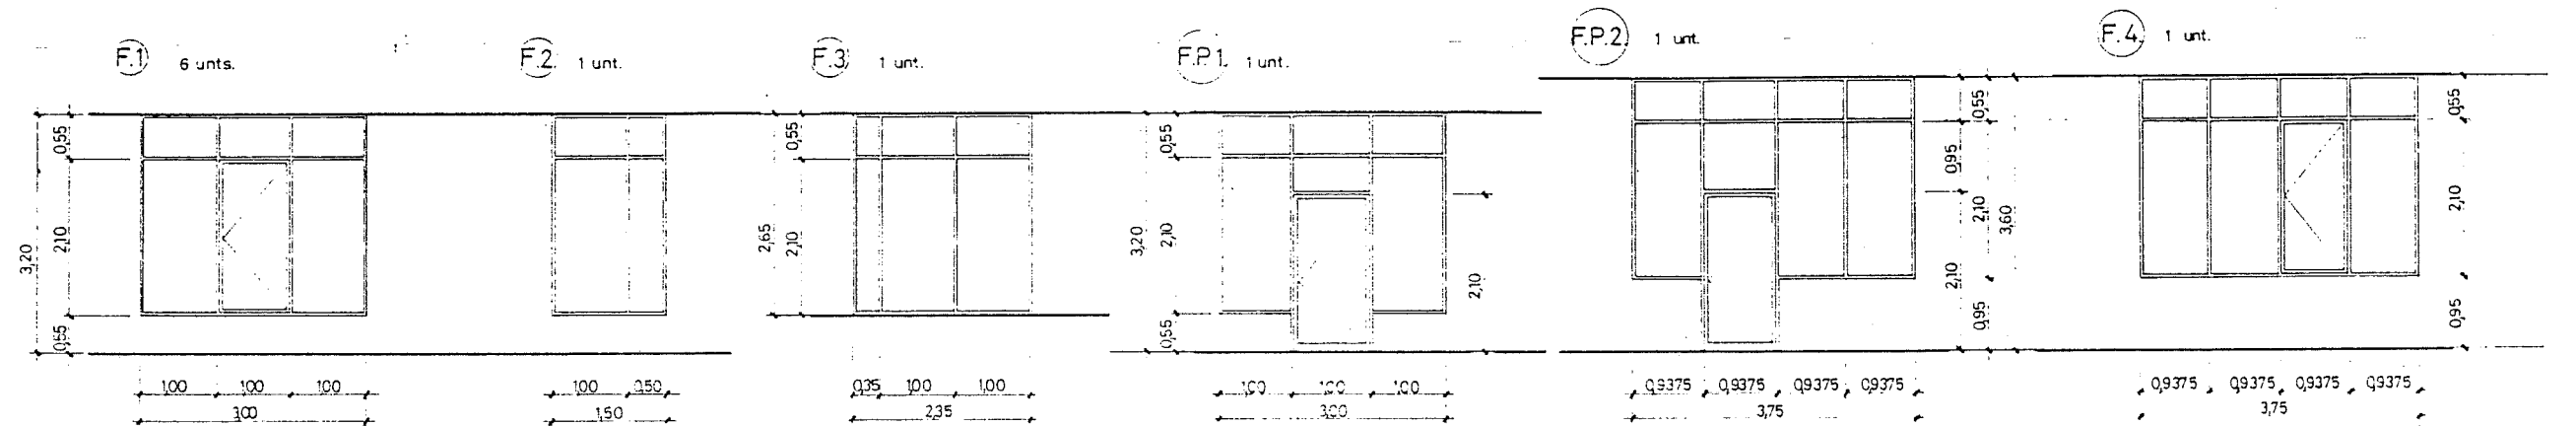 F.1 6 unts.
0,55
2,10
0,55
3,20
1,00 1,00 1,00
3,00
F.2. 1 unt.
1,00 0,50
1,50
F.3 1 unt.
0,55
2,10
2,65
0,35 1,00 1,00
2,35
F.P.1. 1 unt.
0,55
2,10
0,55
3,20
2,10
1,00 1,00 1,00
3,00
F.P.2. 1 unt.
0,55
0,95
2,10
2,10
0,95
3,60
0,9375 0,9375 0,9375 0,9375
3,75
F.4. 1 unt.
0,55
2,10
0,95
0,9375 0,9375 0,9375 0,9375
3,75